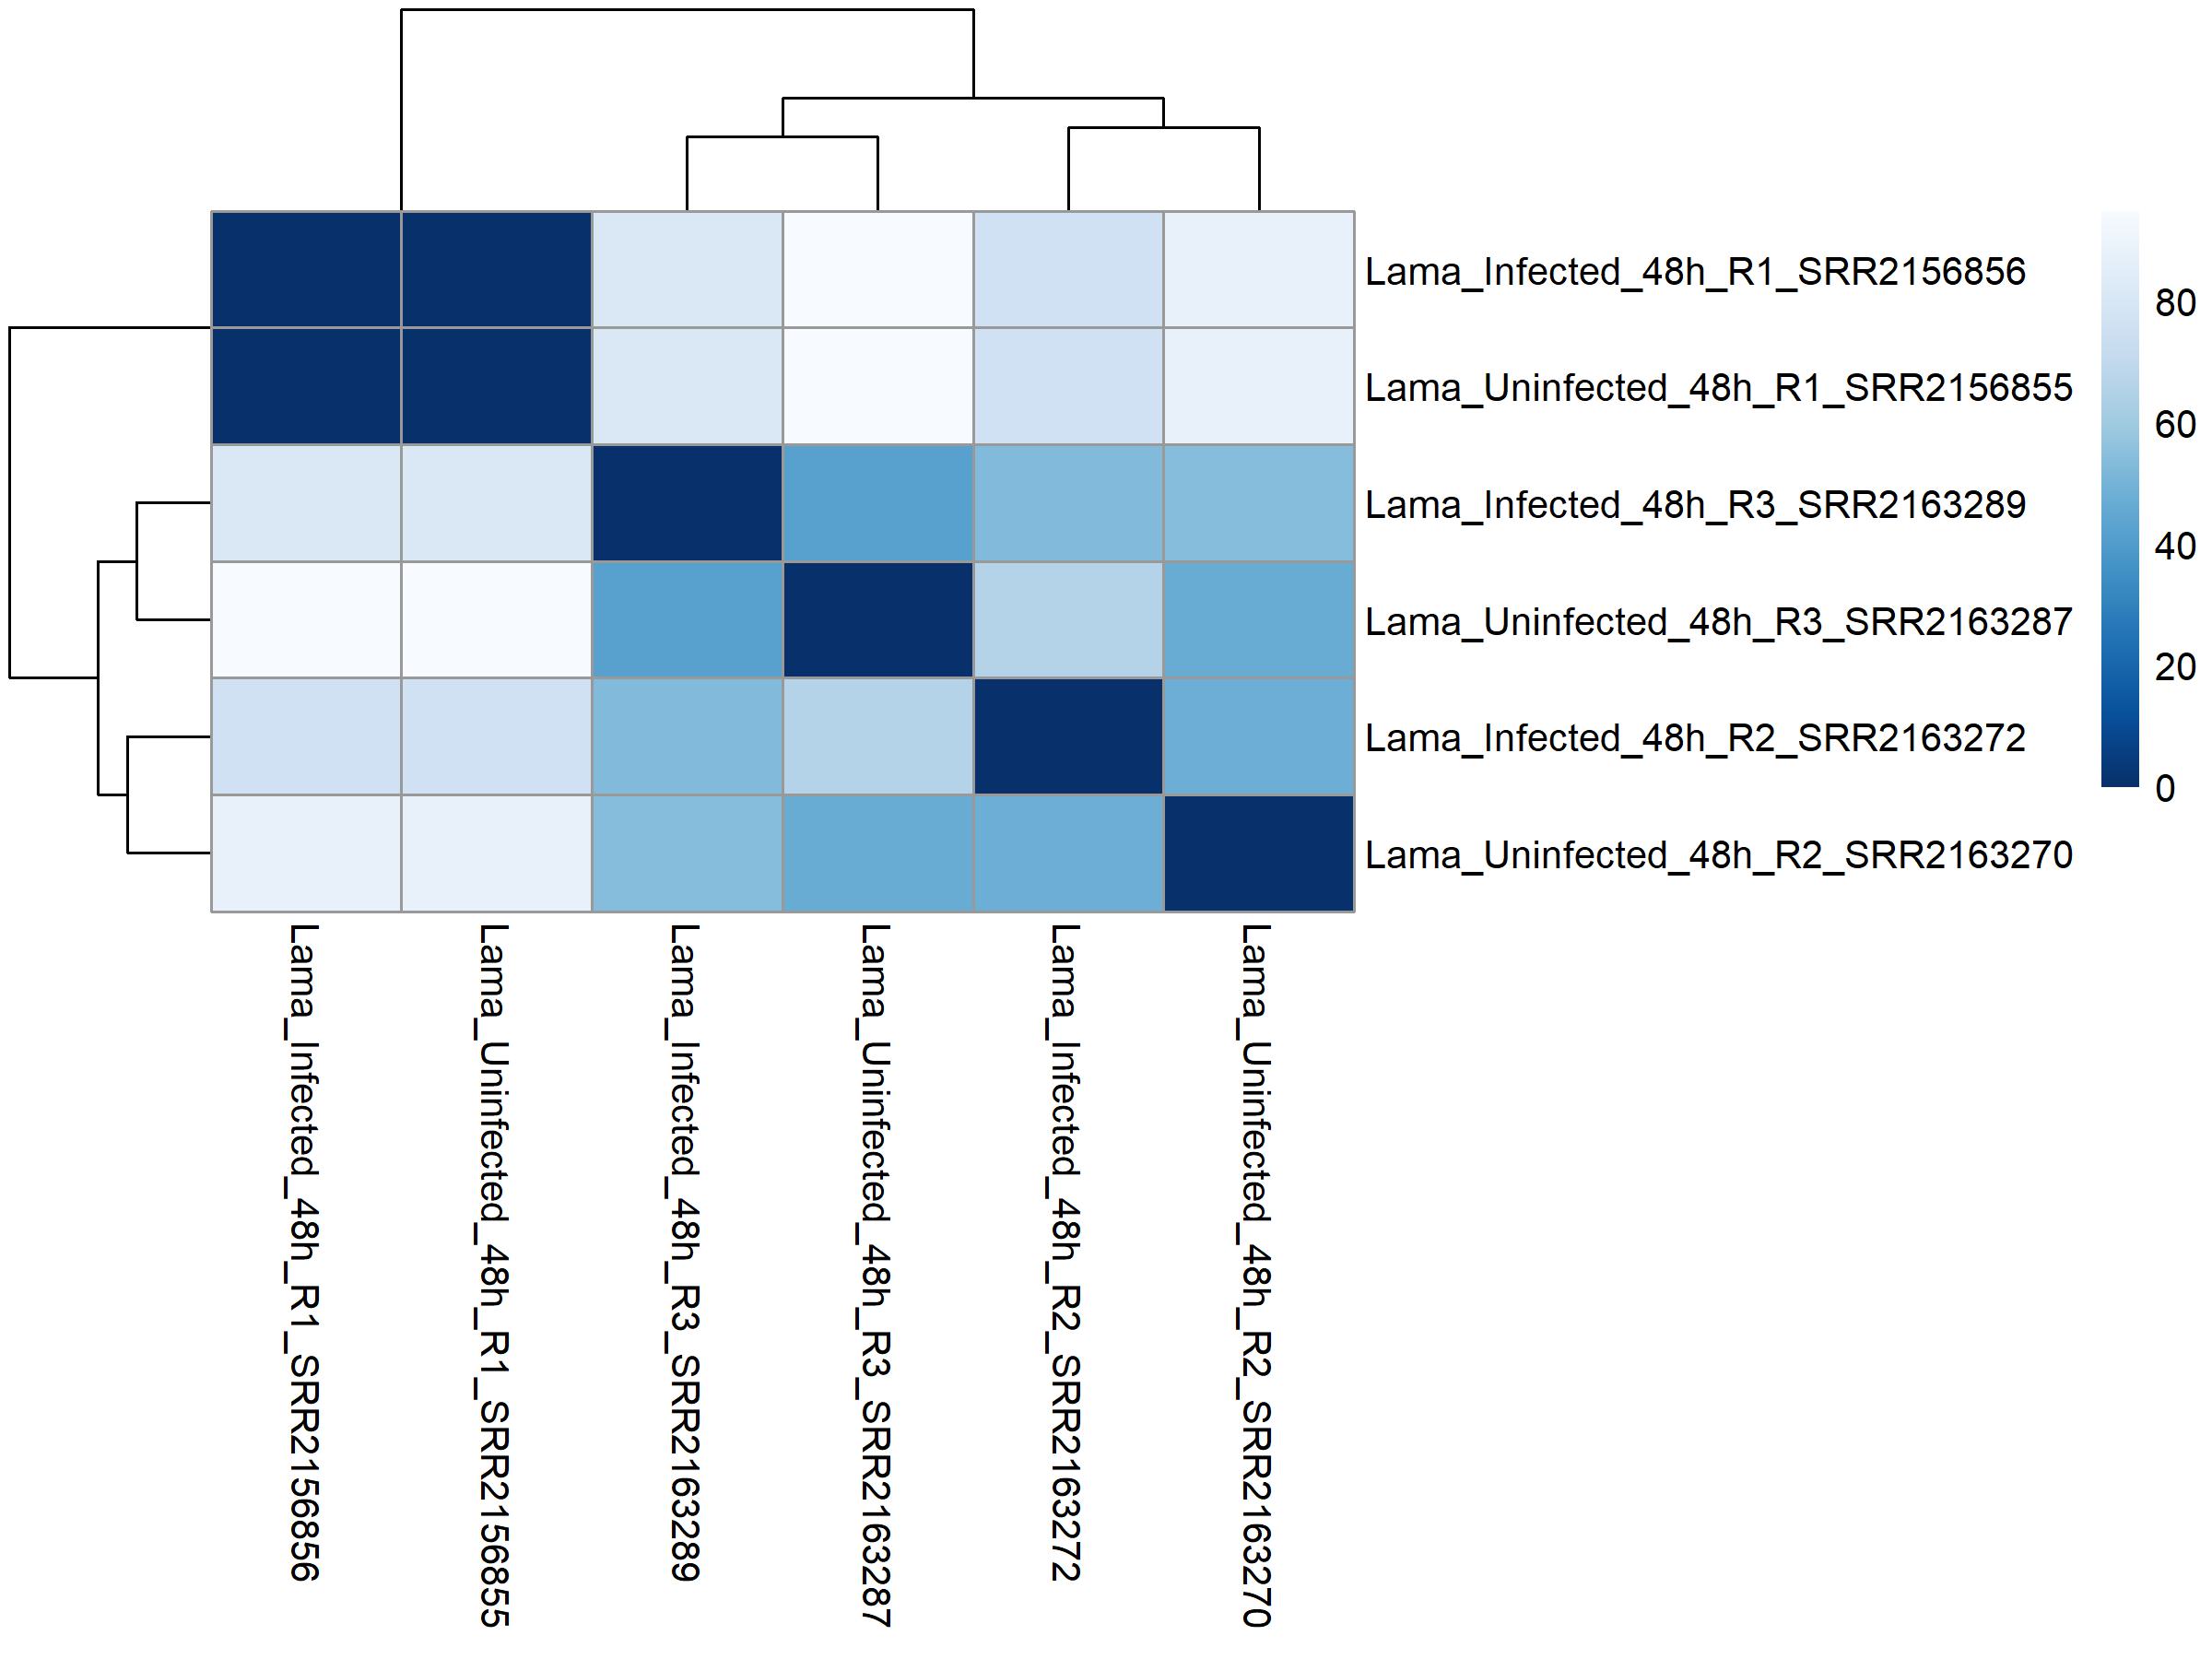 Lama_Infected_48h_R1_SRR2156856
Lama_Uninfected_48h_R1_SRR2156855
Lama_Infected_48h_R3_SRR2163289
Lama_Uninfected_48h_R3_SRR2163287
Lama_Infected_48h_R2_SRR2163272
Lama_Uninfected_48h_R2_SRR2163270
80
60
40
20
0
Lama_Infected_48h_R1_SRR2156856
Lama_Uninfected_48h_R1_SRR2156855
Lama_Infected_48h_R3_SRR2163289
Lama_Uninfected_48h_R3_SRR2163287
Lama_Infected_48h_R2_SRR2163272
Lama_Uninfected_48h_R2_SRR2163270